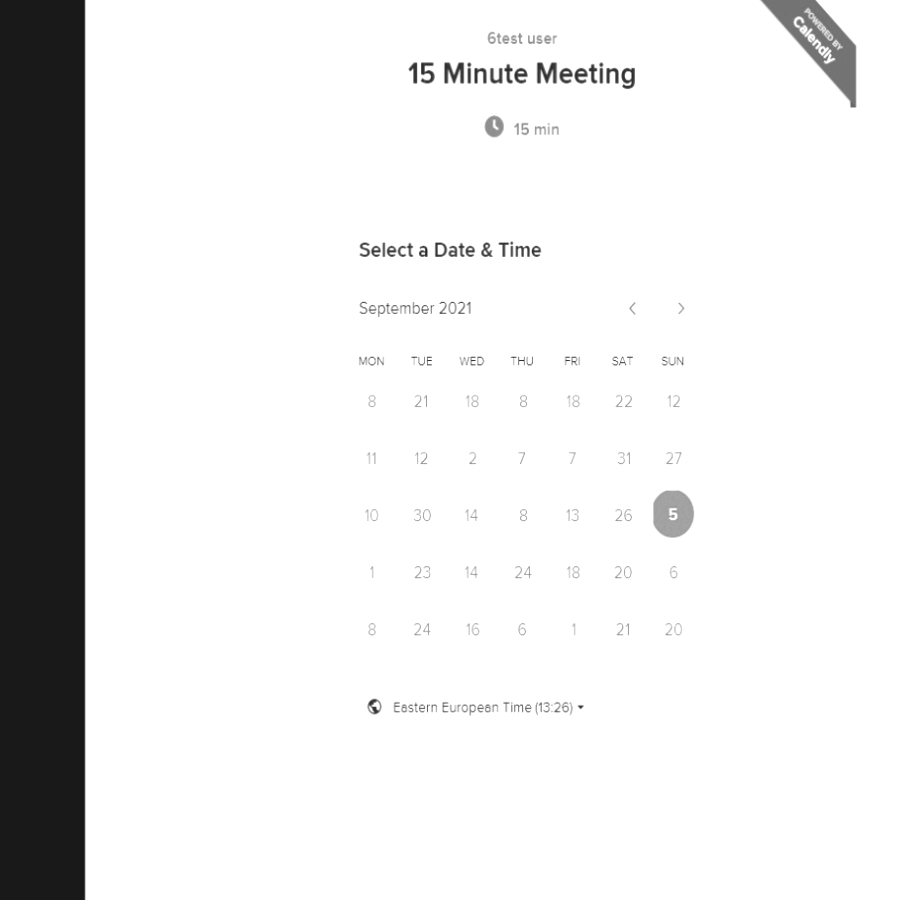 6test user
POWERED BY
Calendly
15 Minute Meeting
15 min
Select a Date & Time
September 2021
MON TUE WED THU FRI SAT SUN
8 21 18 8 18 22 12
11 12 2 7 7 31 27
10 30 14 8 13 26 5
1 23 14 24 18 20 6
8 24 16 6 1 21 20
Eastern European Time (13:26)